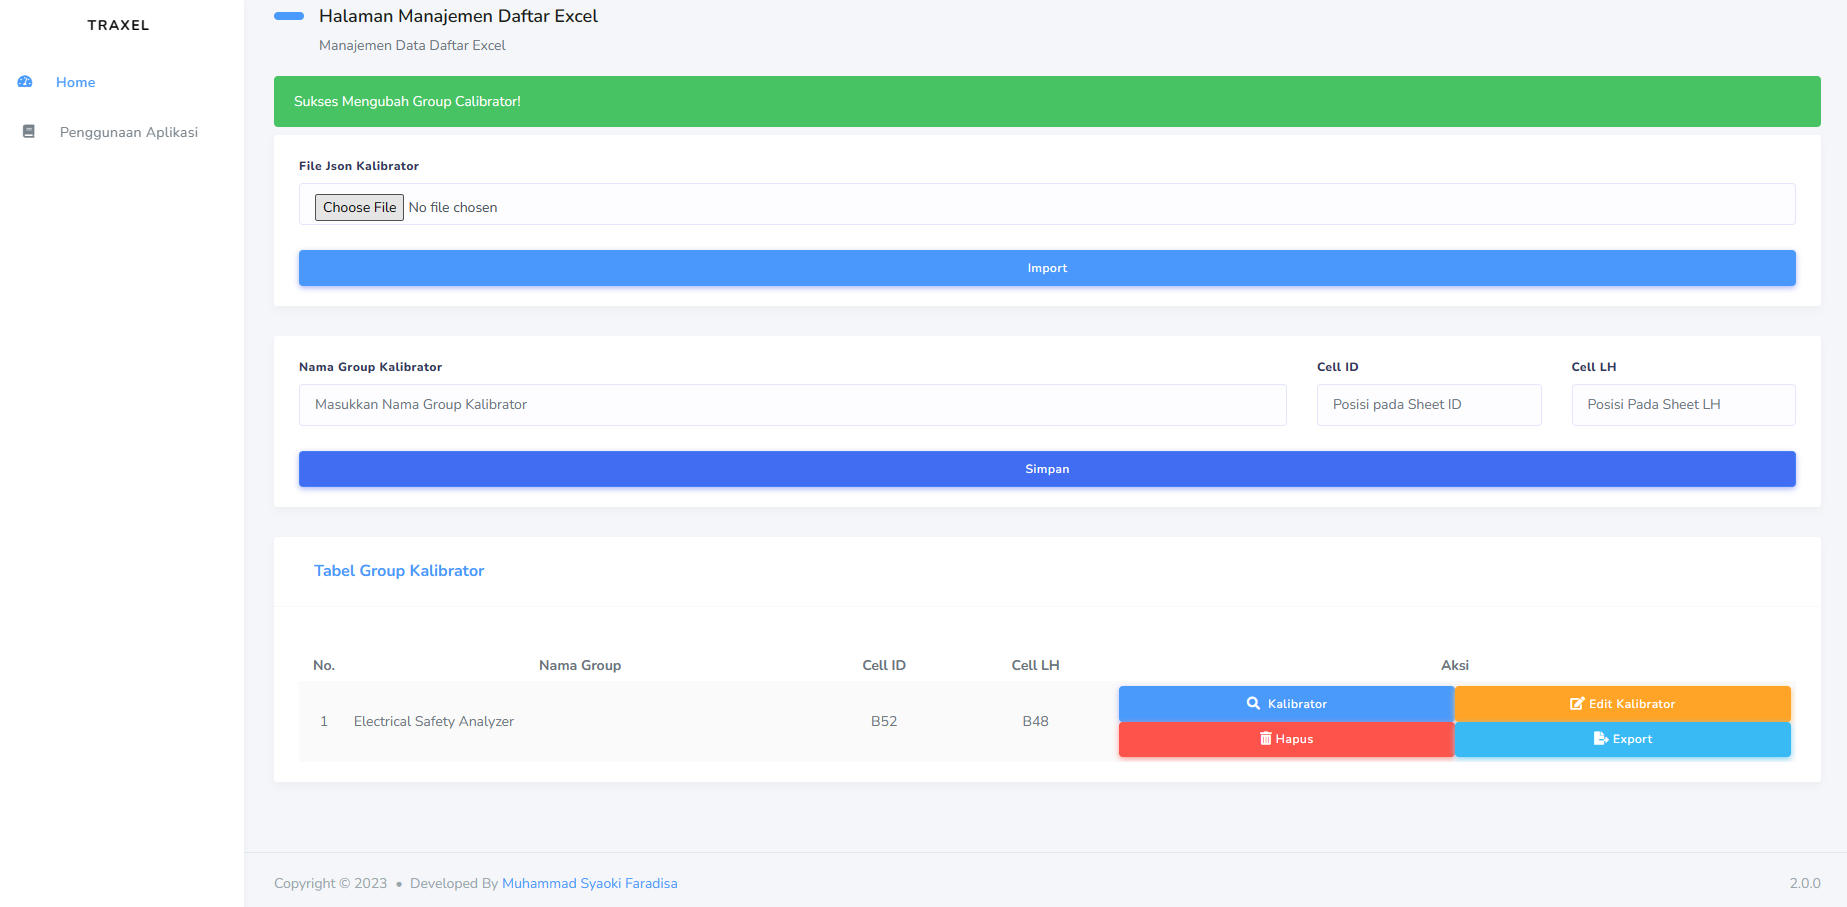 TRAXEL
Home
Penggunaan Aplikasi
Halaman Manajemen Daftar Excel
Manajemen Data Daftar Excel
Sukses Mengubah Group Calibrator!
File Json Kalibrator
Choose File No file chosen
Import
Nama Group Kalibrator Cell ID Cell LH
Masukkan Nama Group Kalibrator Posisi pada Sheet ID Posisi Pada Sheet LH
Simpan
Tabel Group Kalibrator
No. Nama Group Cell ID Cell LH Aksi
1 Electrical Safety Analyzer B52 B48
Kalibrator Edit Kalibrator
Hapus Export
Copyright © 2023 • Developed By Muhammad Syaoki Faradisa 2.0.0